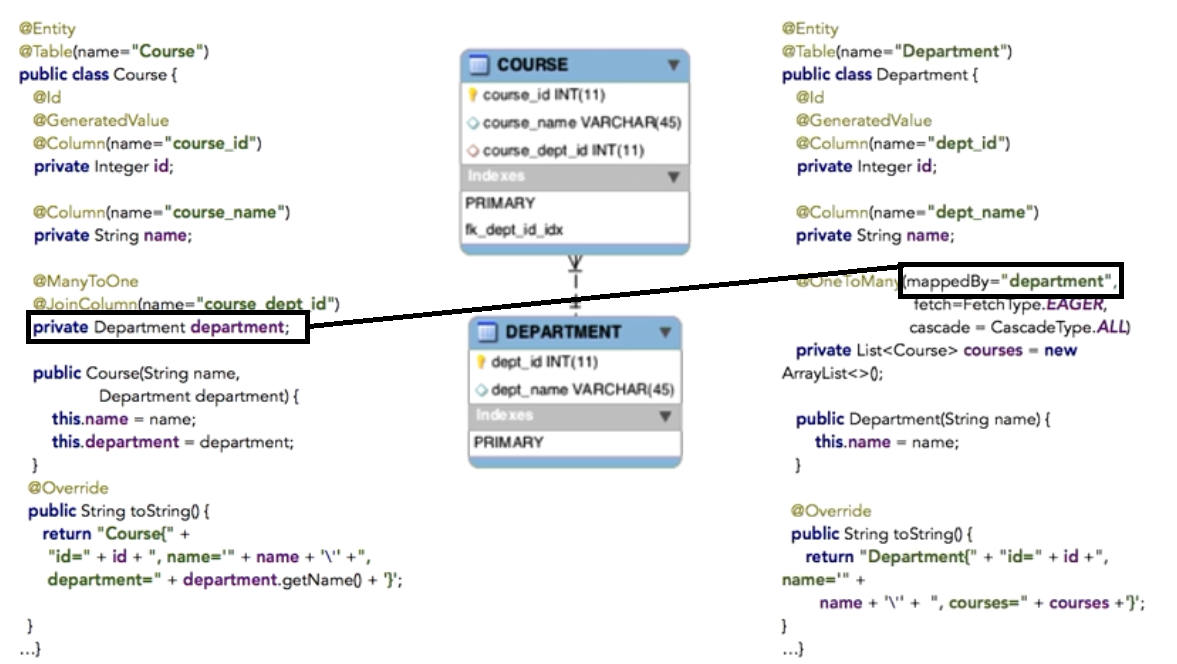 @Entity
@Table(name="Course")
public class Course {
@Id
@GeneratedValue
@Column(name="course_id")
private Integer id;
@Column(name="course_name")
private String name;
@ManyToOne
@JoinColumn(name="course_dept_id")
private Department department;
public Course(String name,
Department department) {
this.name = name;
this.department = department;
}
@Override
public String toString() {
return "Course{" +
"id=" + id + ", name='" + name + '\'' +",
department=" + department.getName() + '}';
}
...}
COURSE
course_id INT(11)
course_name VARCHAR(45)
course_dept_id INT(11)
Indexes
PRIMARY
fk_dept_id_idx
DEPARTMENT
dept_id INT(11)
dept_name VARCHAR(45)
Indexes
PRIMARY
@Entity
@Table(name="Department")
public class Department {
@Id
@GeneratedValue
@Column(name="dept_id")
private Integer id;
@Column(name="dept_name")
private String name;
@OneToMany(mappedBy="department",
fetch=FetchType.EAGER,
cascade = CascadeType.ALL)
private List<Course> courses = new
ArrayList<>();
public Department(String name) {
this.name = name;
}
@Override
public String toString() {
return "Department{" + "id=" + id +",
name='" +
name + '\'' + ", courses=" + courses +'}';
}
...}